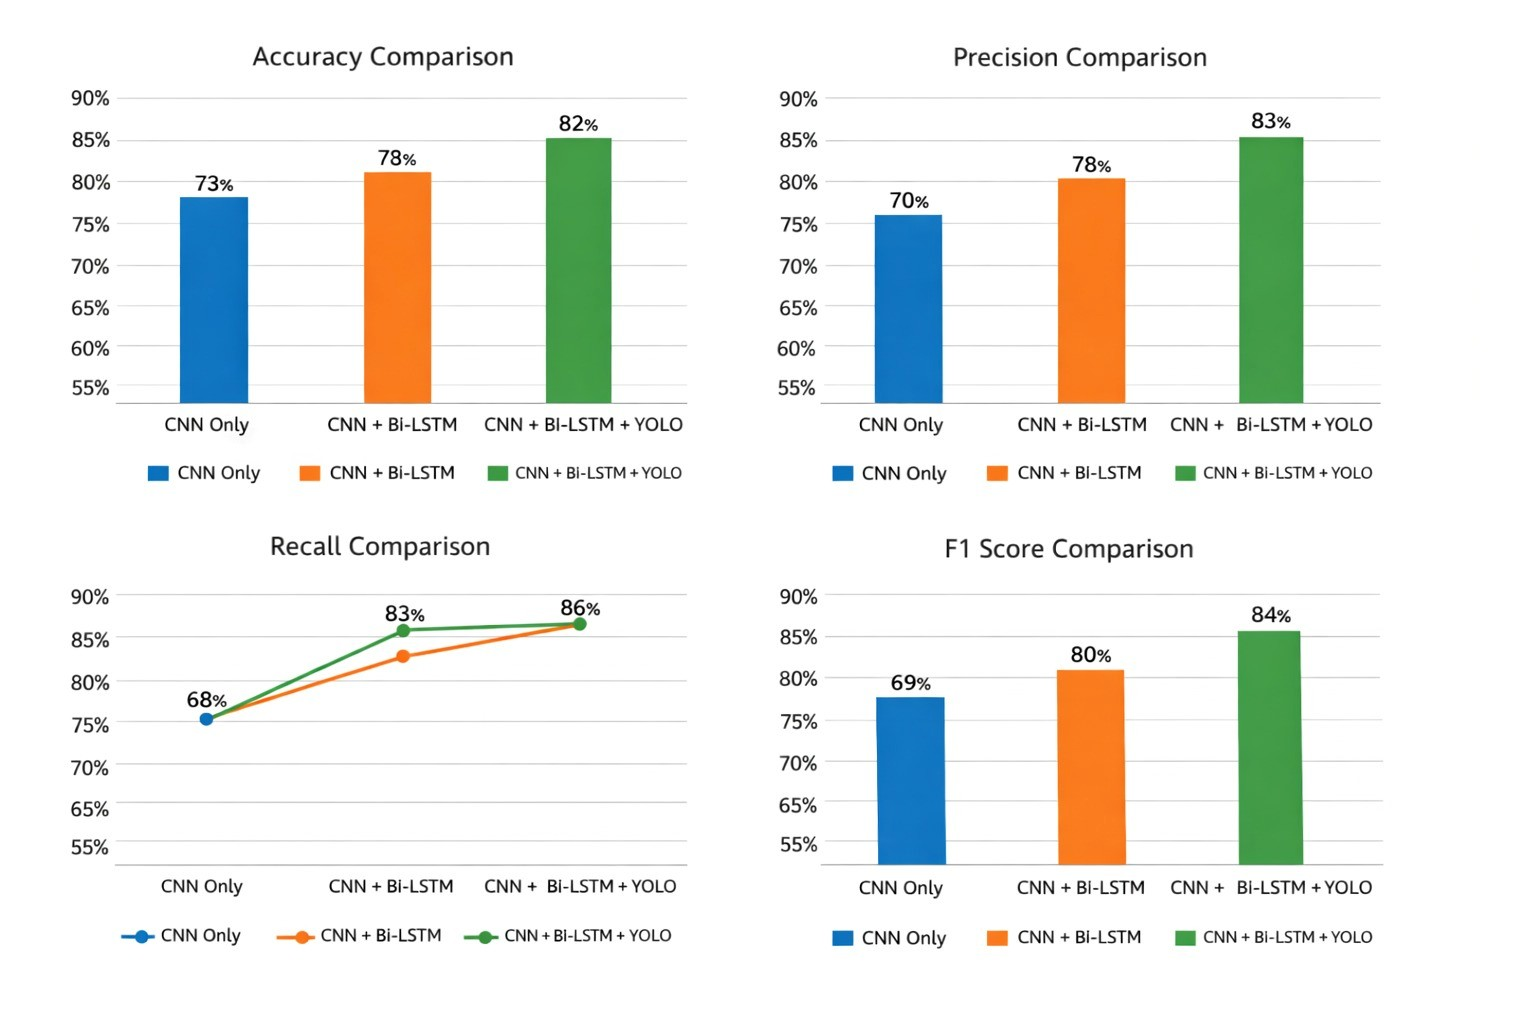 Accuracy Comparison
90%
85%
80%
75%
70%
65%
60%
55%
73%
78%
82%
CNN Only
CNN + Bi-LSTM
CNN + BI-LSTM + YOLO
CNN Only
CNN + Bi-LSTM
CNN + Bi-LSTM + YOLO
Precision Comparison
90%
85%
80%
75%
70%
65%
60%
55%
70%
78%
83%
CNN Only
CNN + Bi-LSTM
CNN + Bi-LSTM + YOLO
CNN Only
CNN + Bi-LSTM
CNN + Bi-LSTM + YOLO
Recall Comparison
90%
85%
80%
75%
70%
65%
55%
68%
83%
86%
CNN Only
CNN + Bi-LSTM
CNN + Bi-LSTM + YOLO
CNN Only
CNN + Bi-LSTM
CNN + Bi-LSTM + YOLO
F1 Score Comparison
90%
85%
80%
75%
70%
65%
55%
69%
80%
84%
CNN Only
CNN + Bi-LSTM
CNN + Bi-LSTM + YOLO
CNN Only
CNN + Bi-LSTM
CNN + Bi-LSTM + YOLO